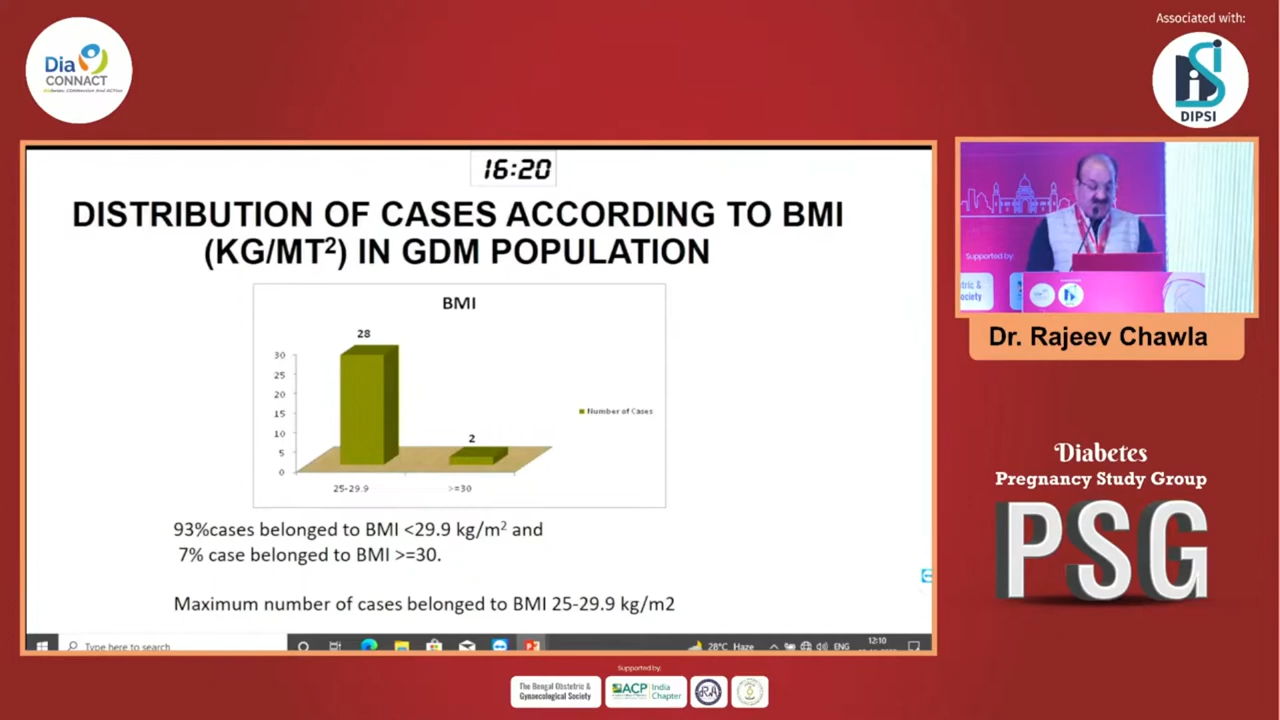 Associated with:
Dia
CONNACT
DIPSI
16:20
DISTRIBUTION OF CASES ACCORDING TO BMI
(KG/MT²) IN GDM POPULATION
BMI
28
30
25
20
15
10
5
0
2
25-29.9
>=30
Number of Cases
93%cases belonged to BMI <29.9 kg/m² and
7% case belonged to BMI >=30.
Maximum number of cases belonged to BMI 25-29.9 kg/m2
Type here to search
28°C Haze
ENG
12:10
Supported by:
Dr. Rajeev Chawla
Diabetes
Pregnancy Study Group
PSG
Supported by:
The Bengal Obstetric &
Gynaecological Society
ACP
India
Chapter